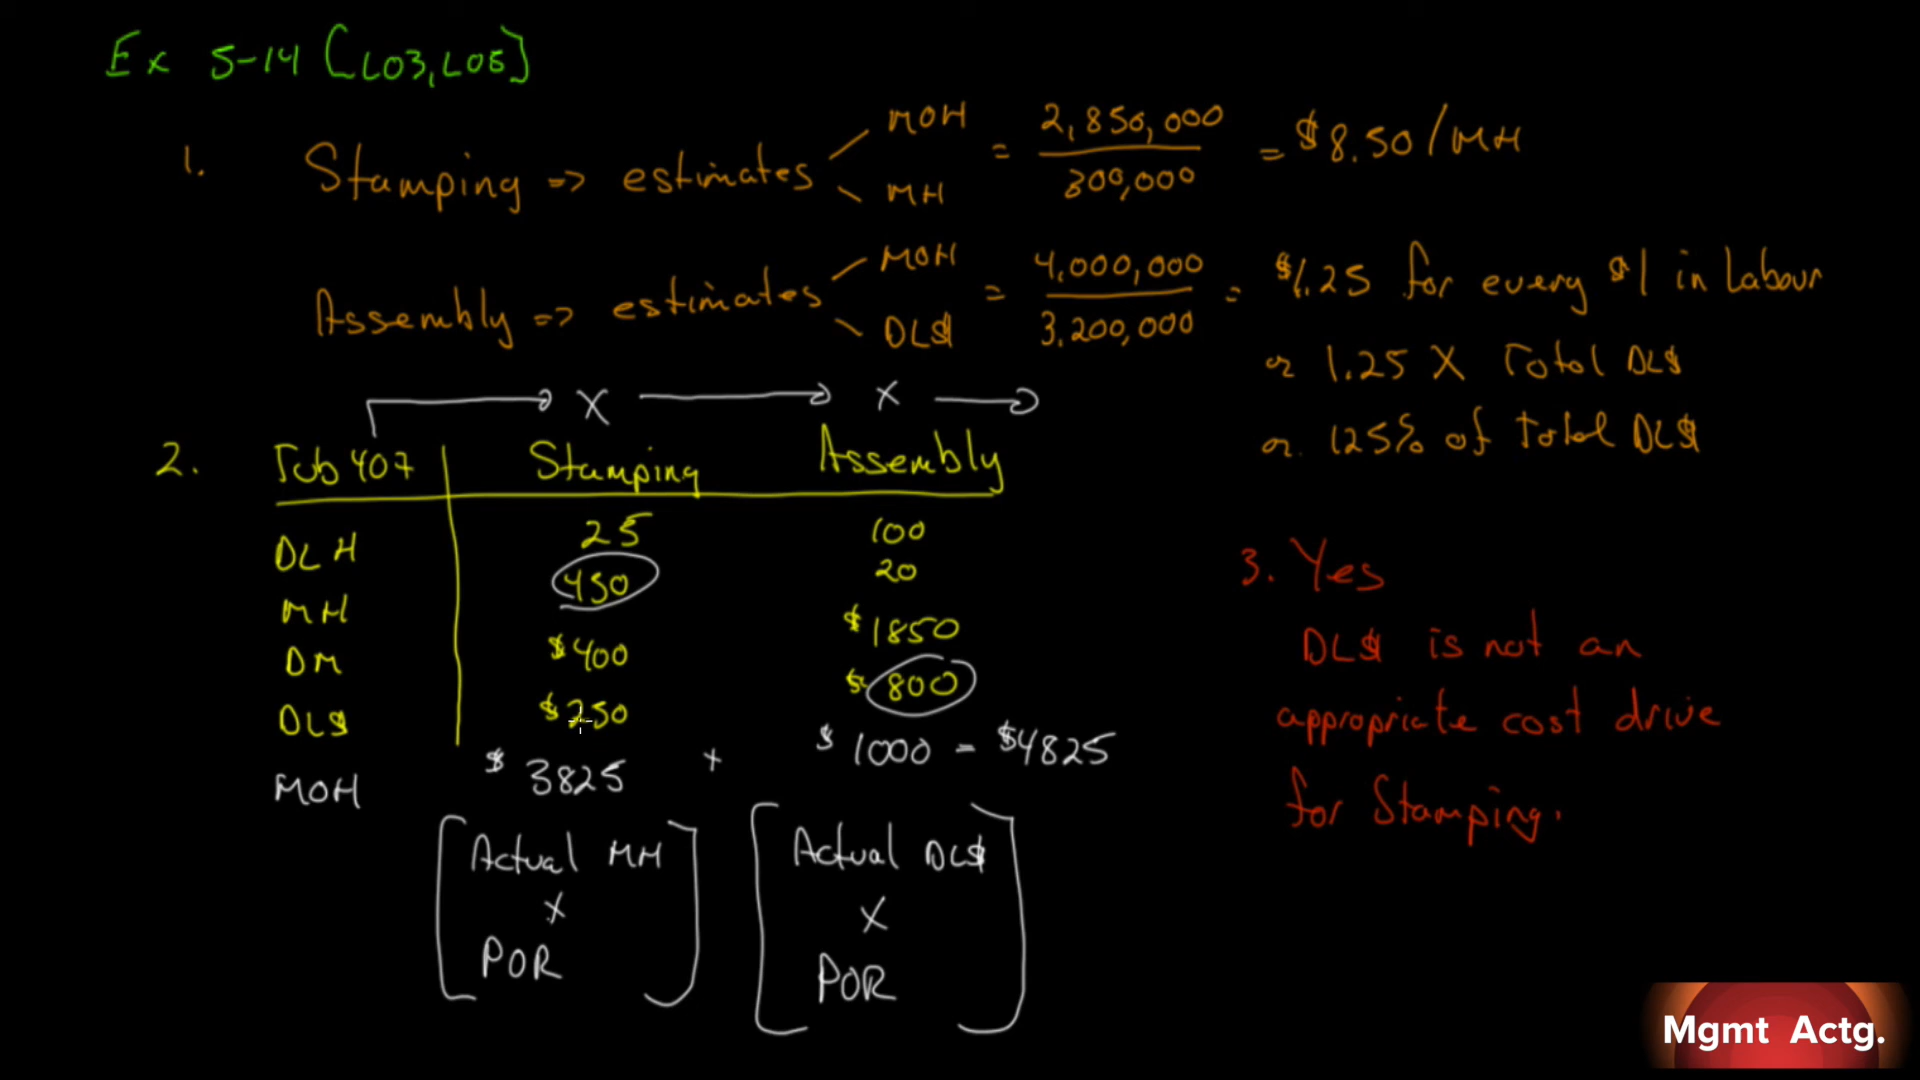 Ex 5-14 (LO3, LO5]
1. Stamping => estimates MOH = 2,850,000 = $8.50/MH
MH 300,000
Assembly => estimates MOH = 4,000,000 = $1.25 for every $1 in labour
DL$ 3,200,000
or 1.25 X Total DL$
or 125% of total DL$
X X
2. Job 407 Stamping Assembly
DLH 25 100
MH 450 20
DM $400 $1850
DL$ $250 $800
MOH $3825 + $1000 = $4825
[Actual MH X POR] [Actual DL$ X POR]
3. Yes
DL$ is not an
appropriate cost drive
for Stamping.
Mgmt Actg.